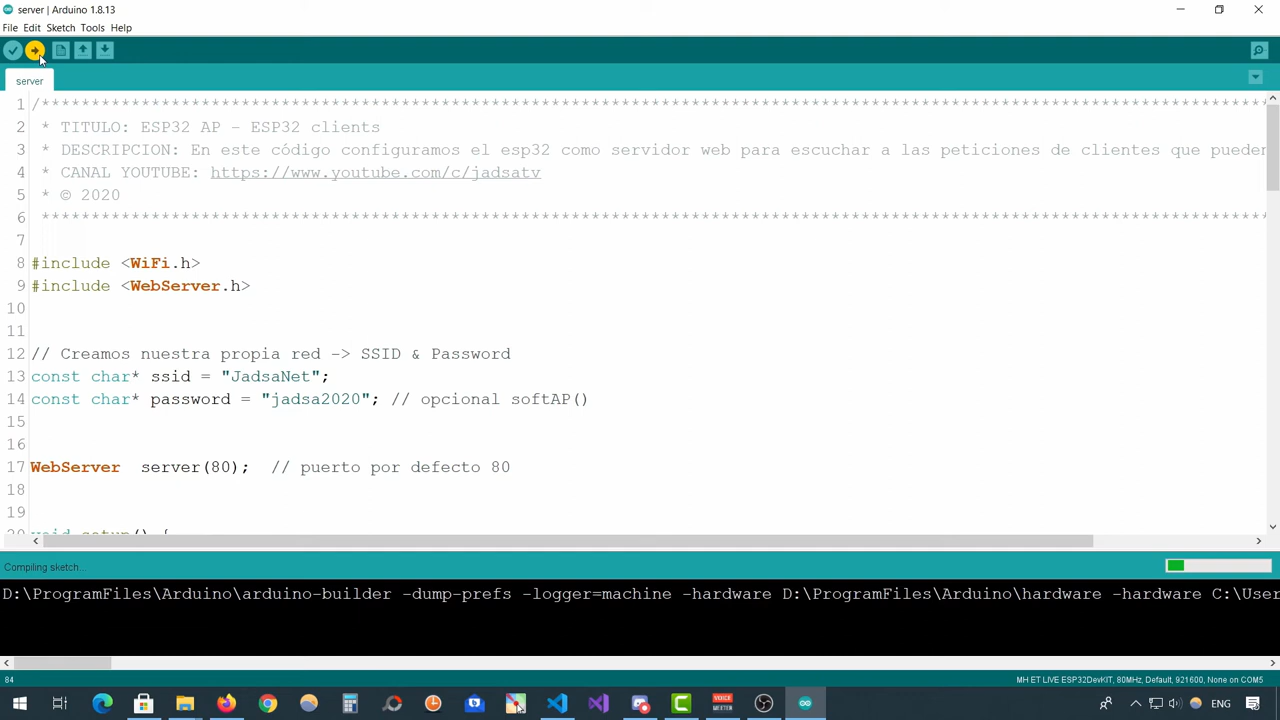 server | Arduino 1.8.13
File Edit Sketch Tools Help
server
1 /****************************************************************************************************************************
2 * TITULO: ESP32 AP - ESP32 clients
3 * DESCRIPCION: En este código configuramos el esp32 como servidor web para escuchar a las peticiones de clientes que pueden
4 * CANAL YOUTUBE: https://www.youtube.com/c/jadsatv
5 * © 2020
6 ****************************************************************************************************************************
7
8 #include <WiFi.h>
9 #include <WebServer.h>
10
11
12 // Creamos nuestra propia red -> SSID & Password
13 const char* ssid = "JadsaNet";
14 const char* password = "jadsa2020"; // opcional softAP()
15
16
17 WebServer server(80); // puerto por defecto 80
18
19
20 void setup() {
Compiling sketch...
D:\ProgramFiles\Arduino\arduino-builder -dump-prefs -logger=machine -hardware D:\ProgramFiles\Arduino\hardware -hardware C:\User
84 MH ET LIVE ESP32DevKIT, 80MHz, Default, 921600, None on COM5
ENG